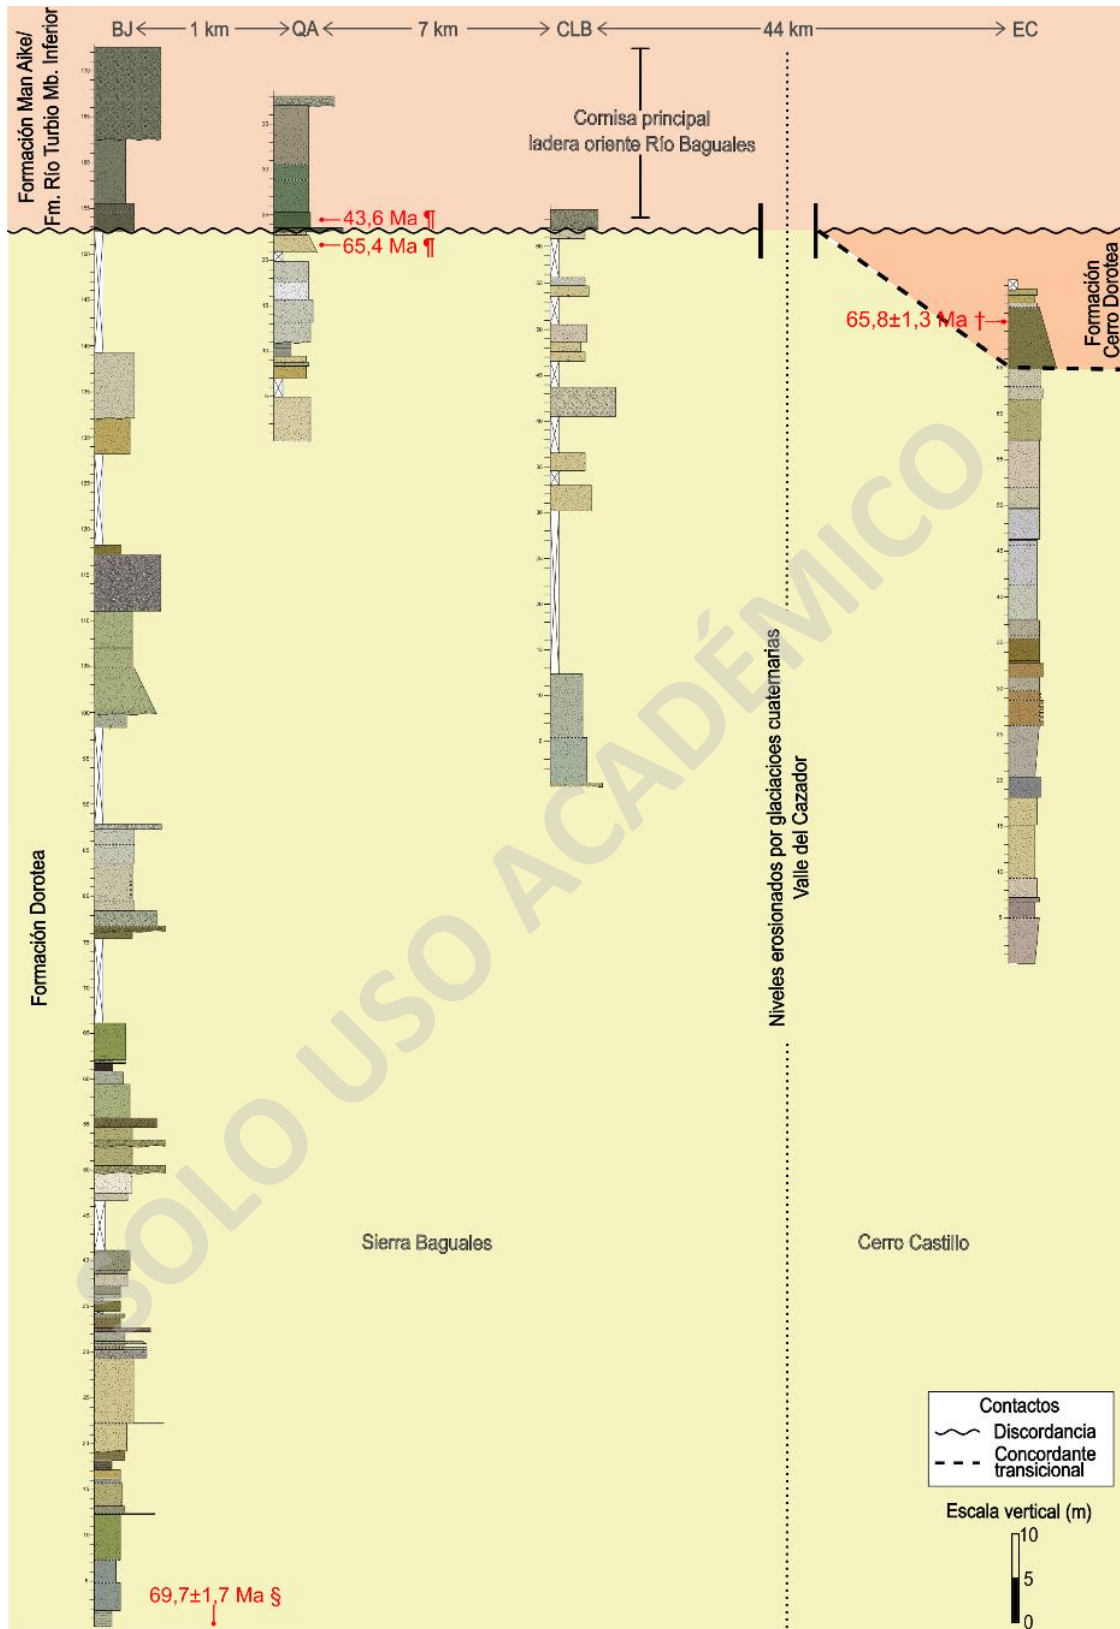 BJ
1 km
QA
7 km
CLB
44 km
EC
Formación Man Aike/
Fm. Río Turbio Mb. Inferior
Cornisa principal
ladera oriente Río Baguales
43,6 Ma ¶
65,4 Ma ¶
65,8±1,3 Ma †
Formación
Cerro Dorotea
Niveles erosionados por glaciacioes cuaternarias
Valle del Cazador
Formación Dorotea
SOLO USO ACADÉMICO
Sierra Baguales
Cerro Castillo
69,7±1,7 Ma §
Contactos
Discordancia
Concordante
transicional
Escala vertical (m)
10
5
0